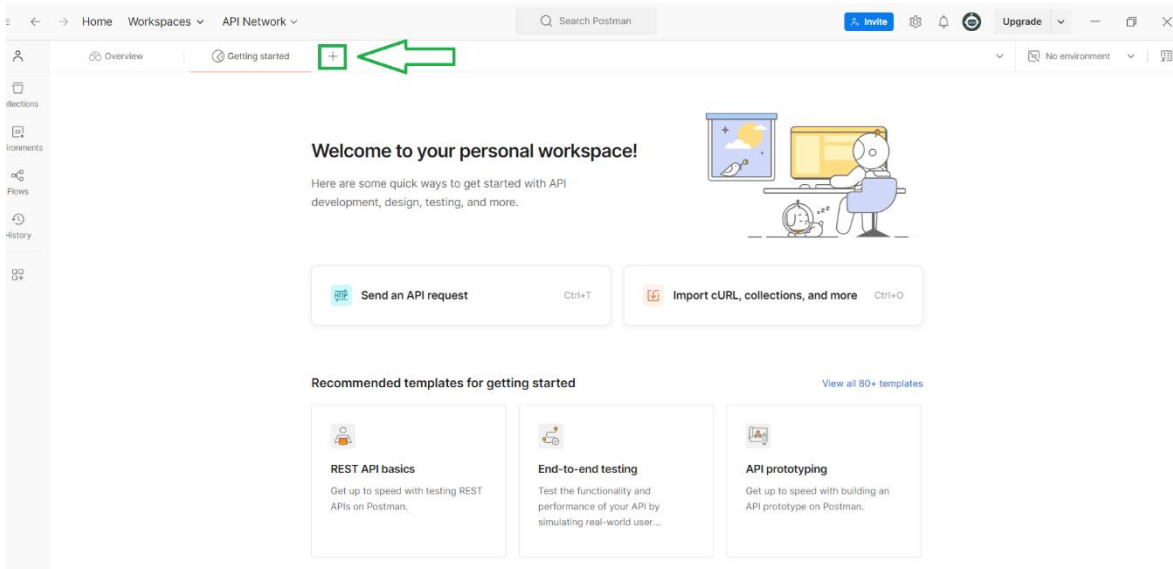 Home Workspaces API Network Search Postman Invite Upgrade
Overview Getting started No environment
llections
ironments
Flows
History
Welcome to your personal workspace!
Here are some quick ways to get started with API
development, design, testing, and more.
zzz
HTTP Send an API request Ctrl+T Import cURL, collections, and more Ctrl+O
Recommended templates for getting started View all 80+ templates
REST API basics End-to-end testing API prototyping
Get up to speed with testing REST Test the functionality and Get up to speed with building an
APIs on Postman. performance of your API by API prototype on Postman.
simulating real-world user...